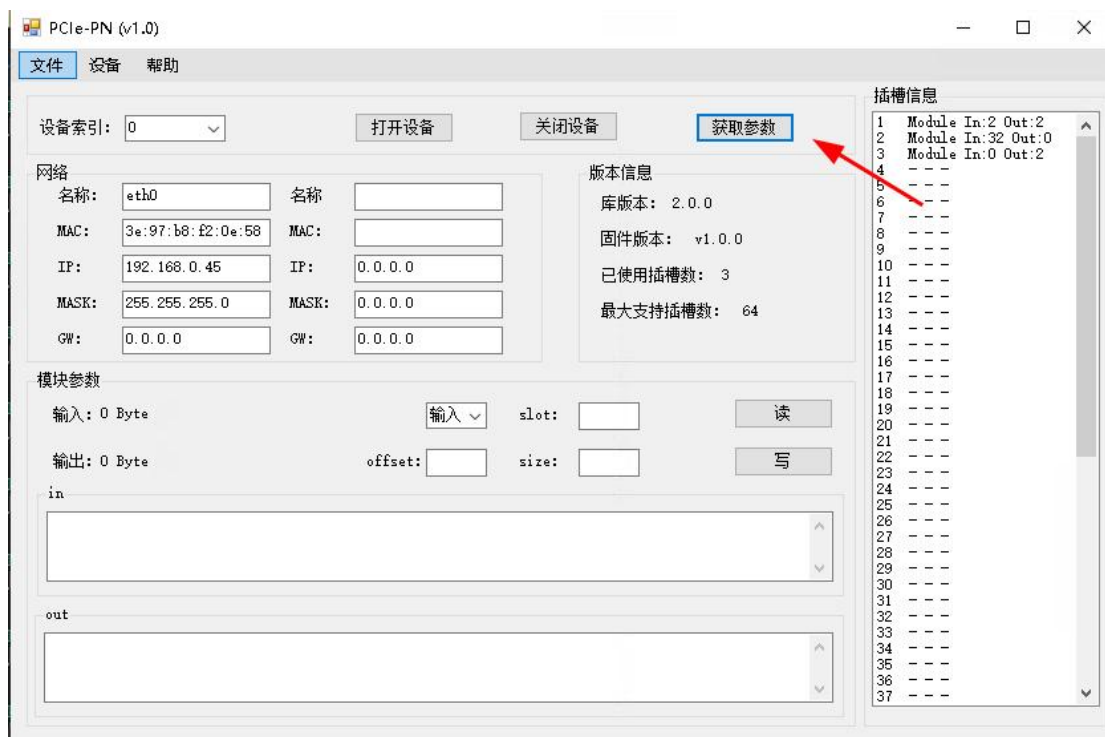 PCIe-PN (v1.0)
文件 设备 帮助
设备索引: 0 打开设备 关闭设备 获取参数
网络
名称: eth0 名称
MAC: 3e:97:b8:f2:0e:58 MAC:
IP: 192.168.0.45 IP: 0.0.0.0
MASK: 255.255.255.0 MASK: 0.0.0.0
GW: 0.0.0.0 GW: 0.0.0.0
版本信息
库版本: 2.0.0
固件版本: v1.0.0
已使用插槽数: 3
最大支持插槽数: 64
模块参数
输入: 0 Byte 输入 slot: 读
输出: 0 Byte offset: size: 写
in
out
插槽信息
1 Module In:2 Out:2
2 Module In:32 Out:0
3 Module In:0 Out:2
4 - - -
5 - - -
6 - - -
7 - - -
8 - - -
9 - - -
10 - - -
11 - - -
12 - - -
13 - - -
14 - - -
15 - - -
16 - - -
17 - - -
18 - - -
19 - - -
20 - - -
21 - - -
22 - - -
23 - - -
24 - - -
25 - - -
26 - - -
27 - - -
28 - - -
29 - - -
30 - - -
31 - - -
32 - - -
33 - - -
34 - - -
35 - - -
36 - - -
37 - - -